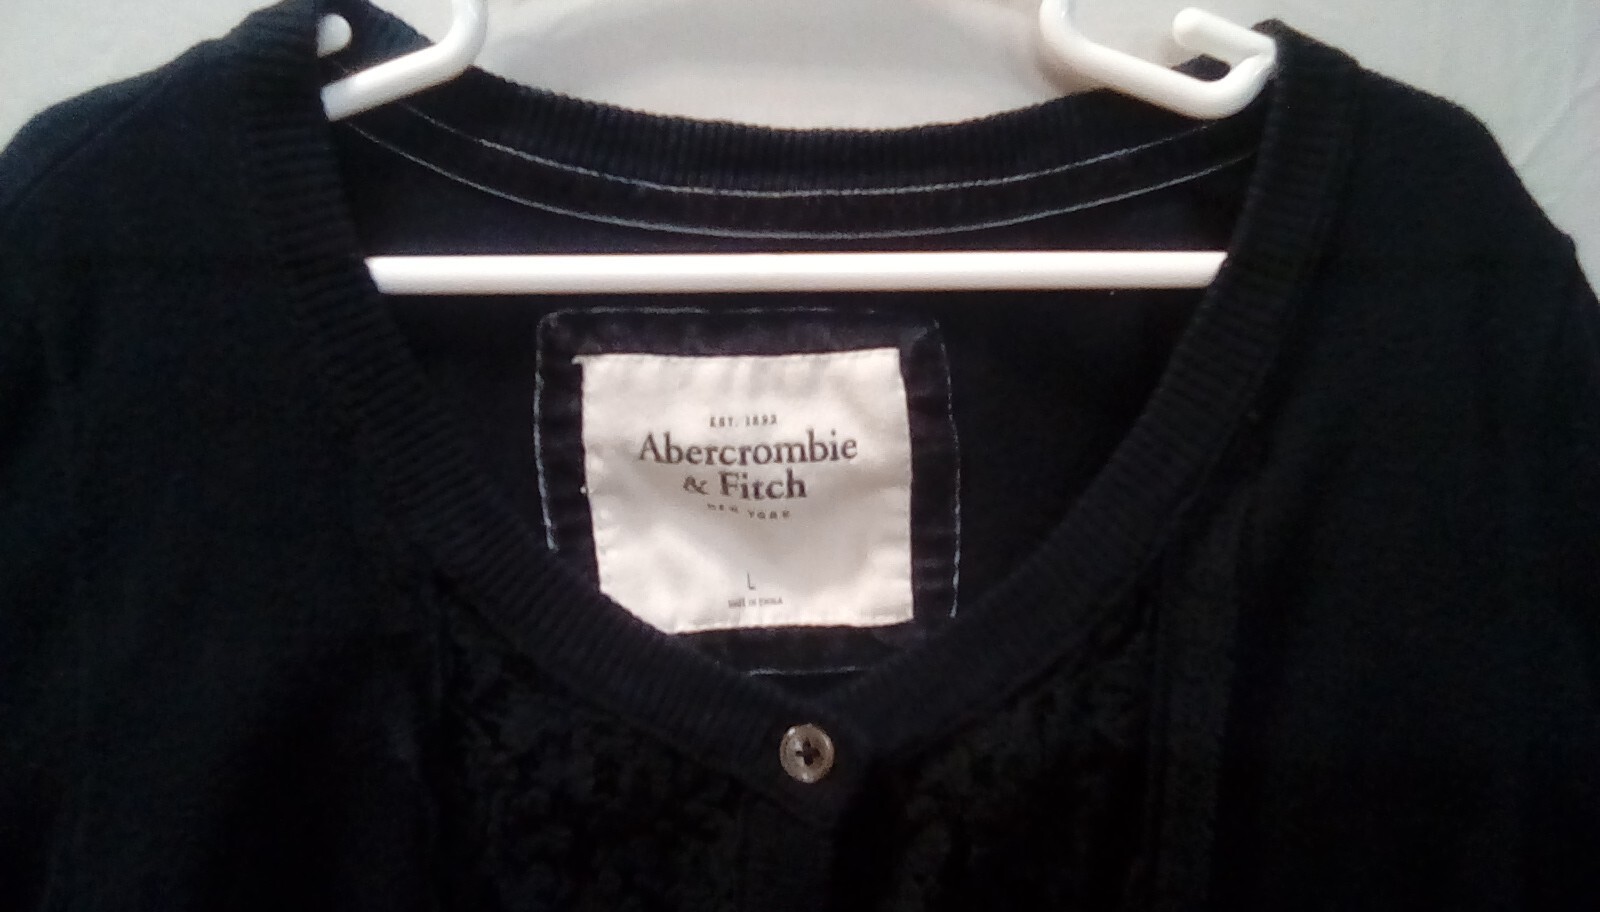 EST. 1892
Abercrombie
& Fitch
NEW YORK
L
MADE IN CHINA